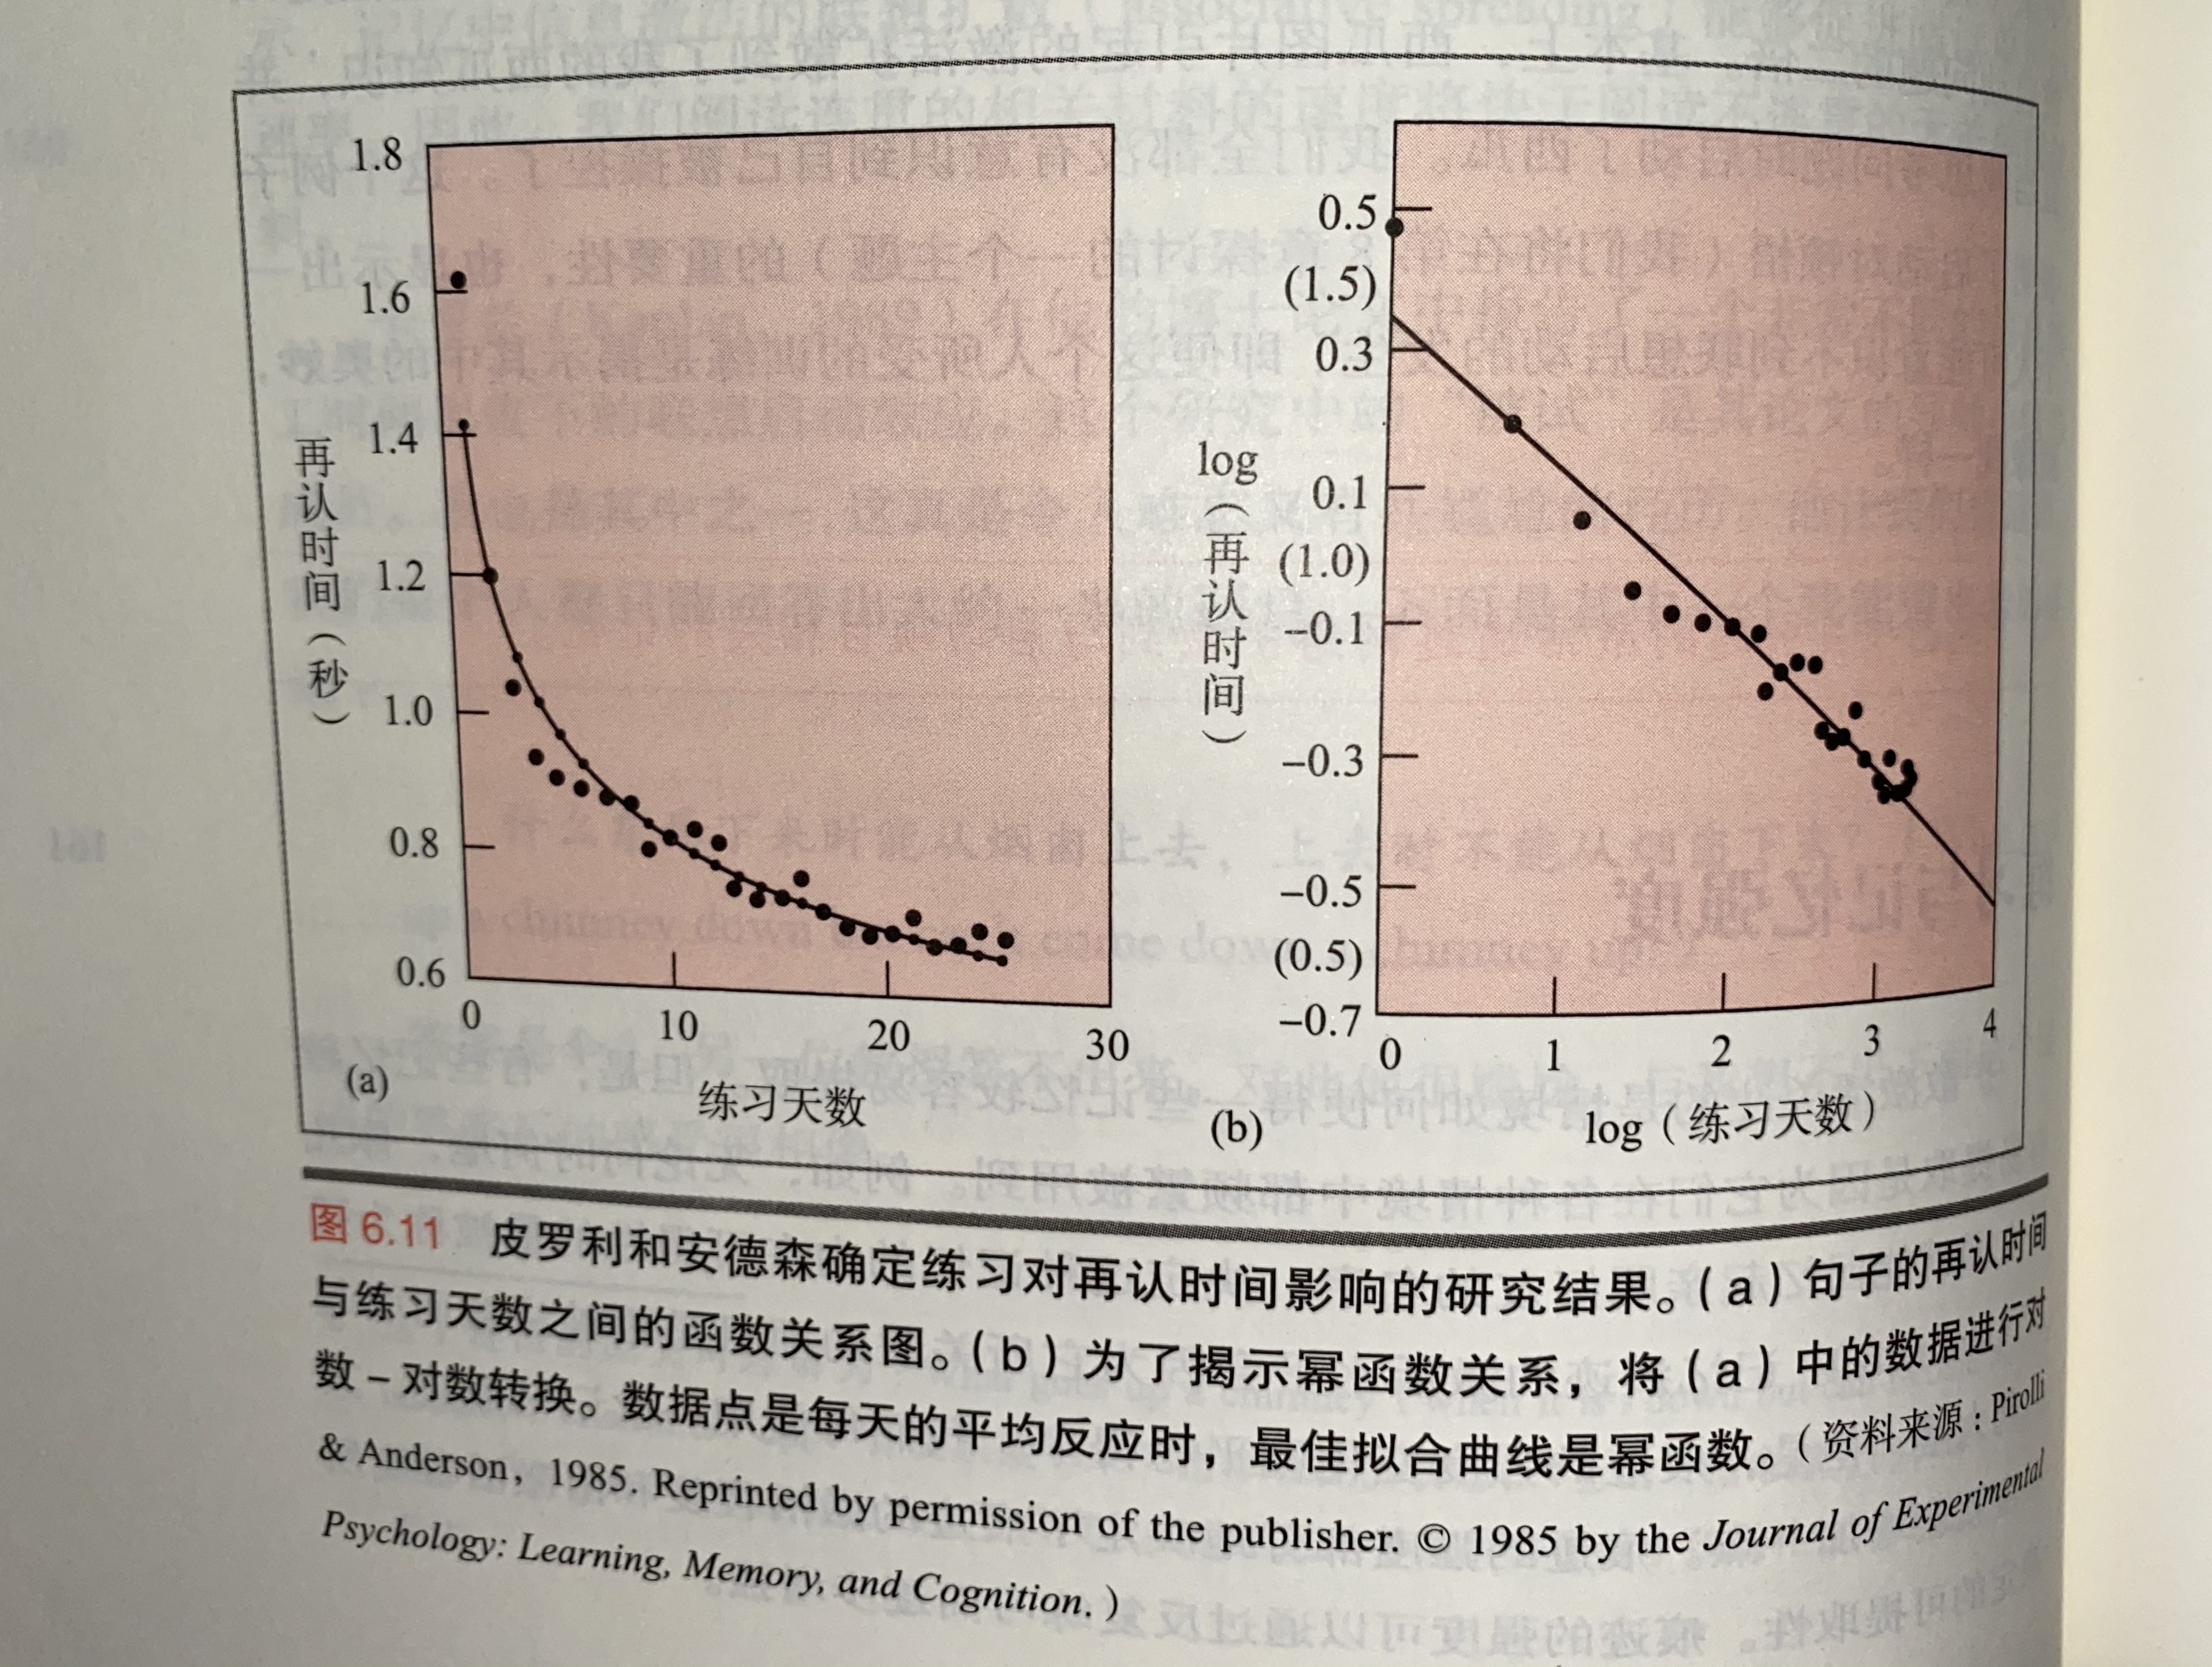 1.8
1.6
1.4
1.2
1.0
0.8
0.6
再认时间（秒）
0
10
20
30
(a)
练习天数
0.5
(1.5)
0.3
0.1
(1.0)
–0.1
–0.3
–0.5
(0.5)
–0.7
log（再认时间）
0
1
2
3
4
(b)
log（练习天数）
图 6.11 皮罗利和安德森确定练习对再认时间影响的研究结果。(a) 句子的再认时间
与练习天数之间的函数关系图。(b) 为了揭示幂函数关系，将 (a) 中的数据进行对
数–对数转换。数据点是每天的平均反应时，最佳拟合曲线是幂函数。（资料来源：Pirolli
& Anderson, 1985. Reprinted by permission of the publisher. © 1985 by the Journal of Experimental
Psychology: Learning, Memory, and Cognition.）